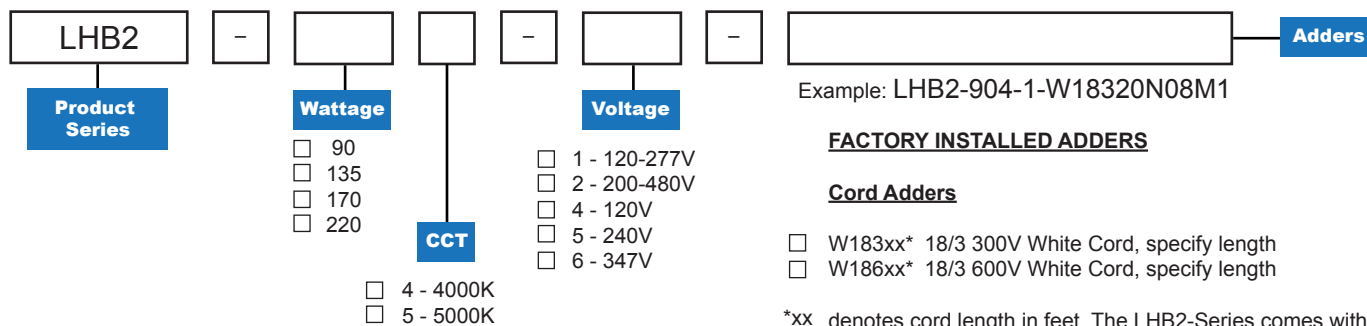 LHB2 - - - Adders
Product Series
Wattage
90
135
170
220
CCT
4 - 4000K
5 - 5000K
Voltage
1 - 120-277V
2 - 200-480V
4 - 120V
5 - 240V
6 - 347V
Example: LHB2-904-1-W18320N08M1
FACTORY INSTALLED ADDERS
Cord Adders
W183xx* 18/3 300V White Cord, specify length
W186xx* 18/3 600V White Cord, specify length
*xx denotes cord length in feet. The LHB2-Series comes with